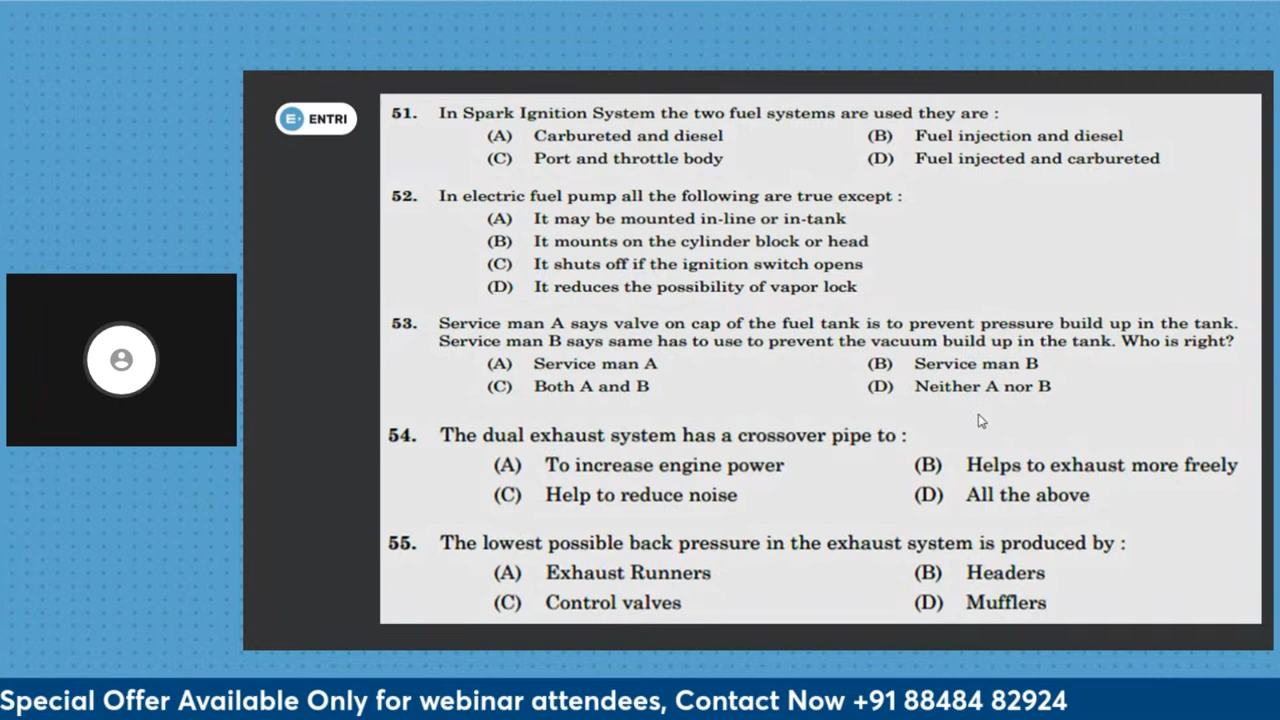 E ENTRI
51. In Spark Ignition System the two fuel systems are used they are :
(A) Carbureted and diesel (B) Fuel injection and diesel
(C) Port and throttle body (D) Fuel injected and carbureted
52. In electric fuel pump all the following are true except :
(A) It may be mounted in-line or in-tank
(B) It mounts on the cylinder block or head
(C) It shuts off if the ignition switch opens
(D) It reduces the possibility of vapor lock
53. Service man A says valve on cap of the fuel tank is to prevent pressure build up in the tank.
Service man B says same has to use to prevent the vacuum build up in the tank. Who is right?
(A) Service man A (B) Service man B
(C) Both A and B (D) Neither A nor B
54. The dual exhaust system has a crossover pipe to :
(A) To increase engine power (B) Helps to exhaust more freely
(C) Help to reduce noise (D) All the above
55. The lowest possible back pressure in the exhaust system is produced by :
(A) Exhaust Runners (B) Headers
(C) Control valves (D) Mufflers
Special Offer Available Only for webinar attendees, Contact Now +91 88484 82924